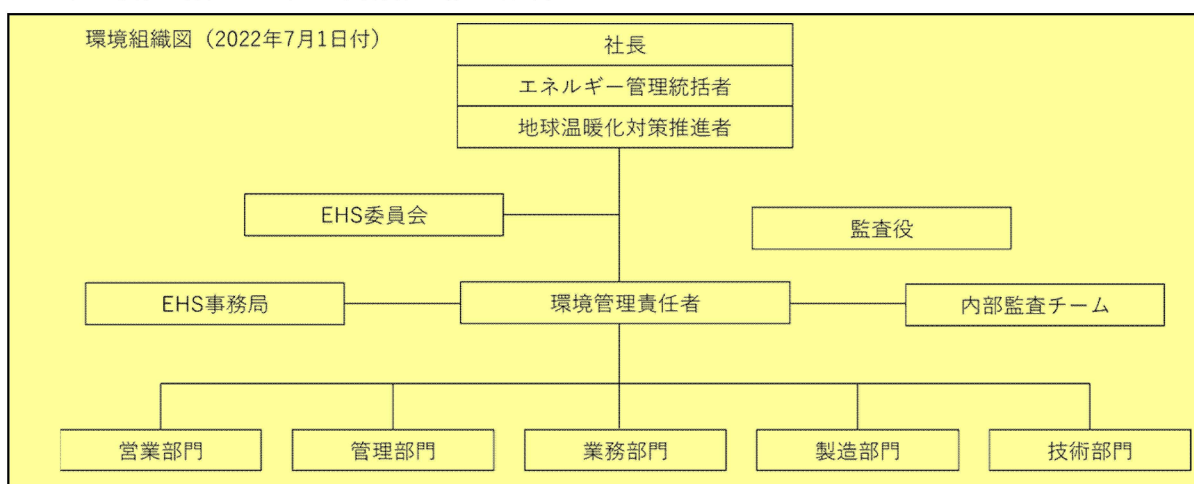 環境組織図（2022年7月1日付）
社長
エネルギー管理統括者
地球温暖化対策推進者
EHS委員会
監査役
EHS事務局
環境管理責任者
内部監査チーム
営業部門
管理部門
業務部門
製造部門
技術部門